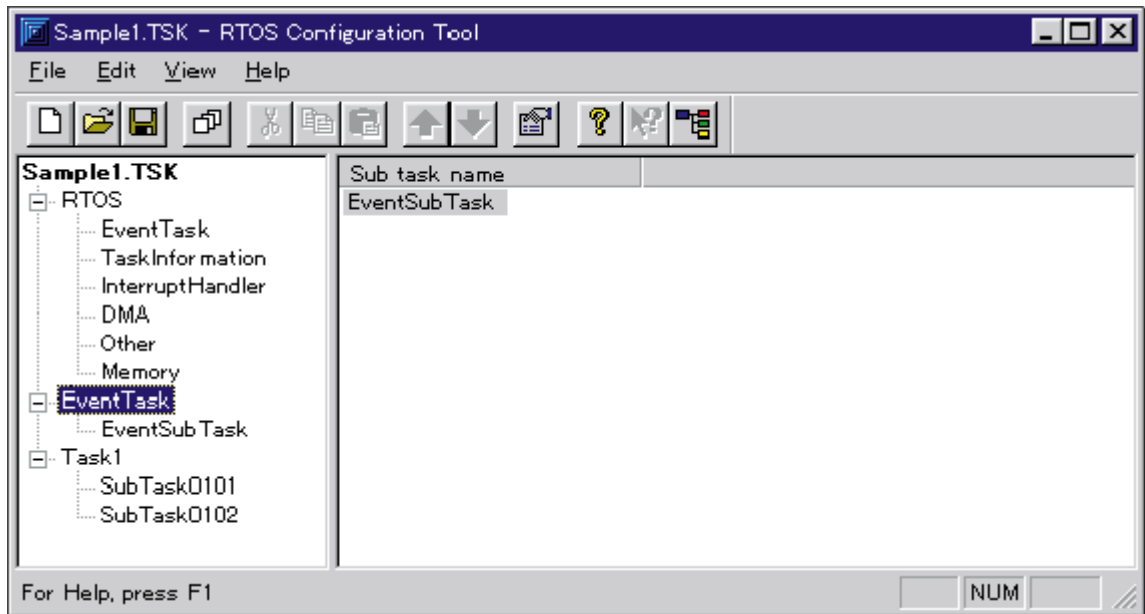 Sample1.TSK - RTOS Configuration Tool
File Edit View Help
Sample1.TSK
RTOS
EventTask
TaskInformation
InterruptHandler
DMA
Other
Memory
EventTask
EventSubTask
Task1
SubTask0101
SubTask0102
Sub task name
EventSubTask
For Help, press F1
NUM